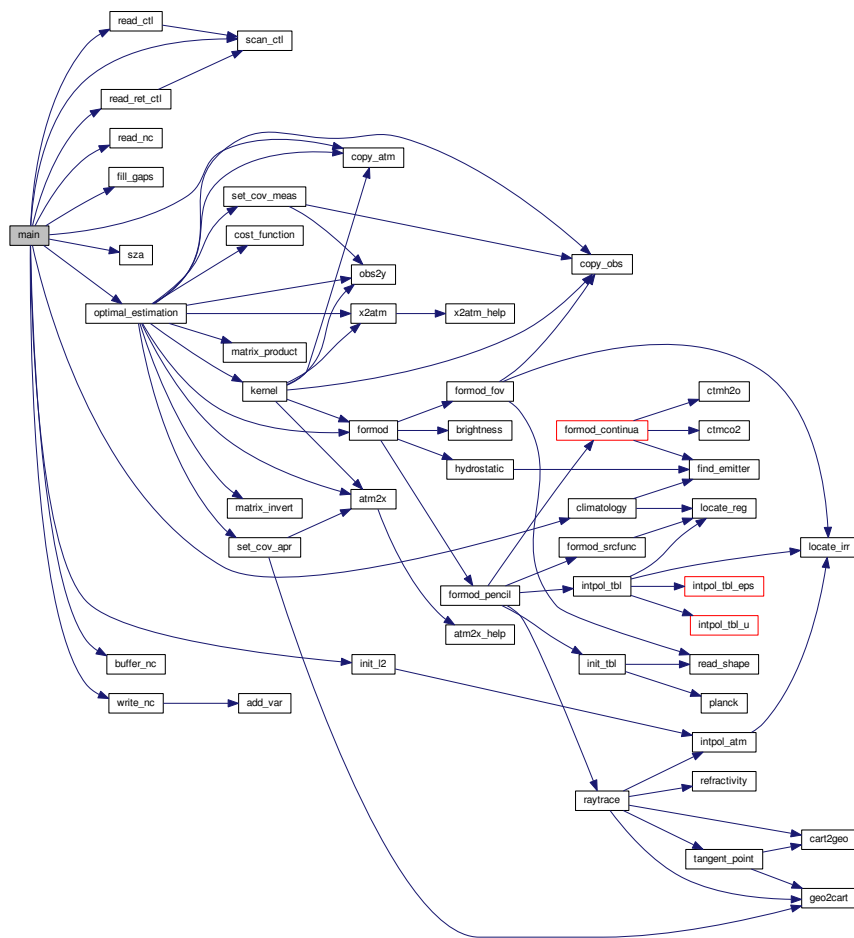 read_ctl
scan_ctl
read_ret_ctl
read_nc
copy_atm
fill_gaps
set_cov_meas
main
cost_function
sza
copy_obs
obs2y
optimal_estimation
x2atm
x2atm_help
matrix_product
kernel
formod_fov
ctmh2o
formod
brightness
formod_continua
ctmco2
hydrostatic
find_emitter
atm2x
matrix_invert
climatology
locate_reg
set_cov_apr
formod_srcfunc
locate_irr
formod_pencil
intpol_tbl
intpol_tbl_eps
intpol_tbl_u
atm2x_help
buffer_nc
init_l2
init_tbl
read_shape
write_nc
add_var
planck
intpol_atm
refractivity
raytrace
cart2geo
tangent_point
geo2cart